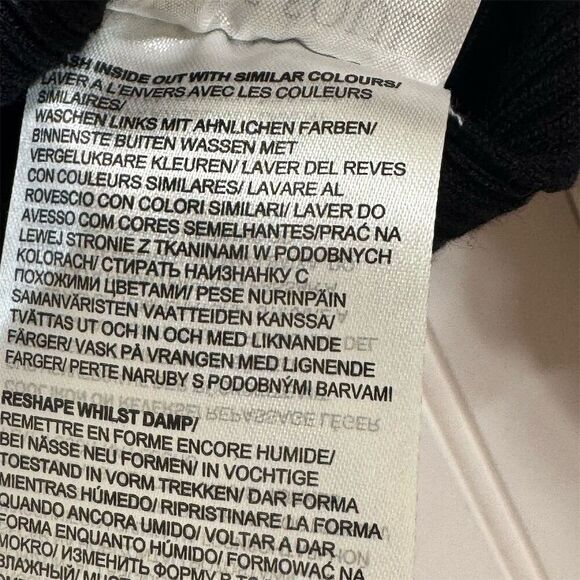 WASH INSIDE OUT WITH SIMILAR COLOURS/
LAVER A L'ENVERS AVEC LES COULEURS
SIMILAIRES/
WASCHEN LINKS MIT AHNLICHEN FARBEN/
BINNENSTE BUITEN WASSEN MET
VERGELIJKBARE KLEUREN/ LAVER DEL REVES
CON COULEURS SIMILARES/ LAVARE AL
ROVESCIO CON COLORI SIMILARI/ LAVER DO
AVESSO COM CORES SEMELHANTES/PRAĆ NA
LEWEJ STRONIE Z TKANINAMI W PODOBNYCH
KOLORACH/ СТИРАТЬ НАИЗНАНКУ С
ПОХОЖИМИ ЦВЕТАМИ/ PESE NURINPÄIN
SAMANVÄRISTEN VAATTEIDEN KANSSA/
TVÄTTAS UT OCH IN OCH MED LIKNANDE
FÄRGER/ VASK PÅ VRANGEN MED LIGNENDE
FARGER/ PERTE NARUBY S PODOBNÝMI BARVAMI
RESHAPE WHILST DAMP/
REMETTRE EN FORME ENCORE HUMIDE/
BEI NÄSSE NEU FORMEN/ IN VOCHTIGE
TOESTAND IN VORM TREKKEN/ DAR FORMA
MIENTRAS HÚMEDO/ RIPRISTINARE LA FORMA
QUANDO ANCORA UMIDO/ VOLTAR A DAR
FORMA ENQUANTO HÚMIDO/ FORMOWAĆ NA
MOKRO/ ИЗМЕНИТЬ ФОРМУ В
ВЛАЖНЫЙ/